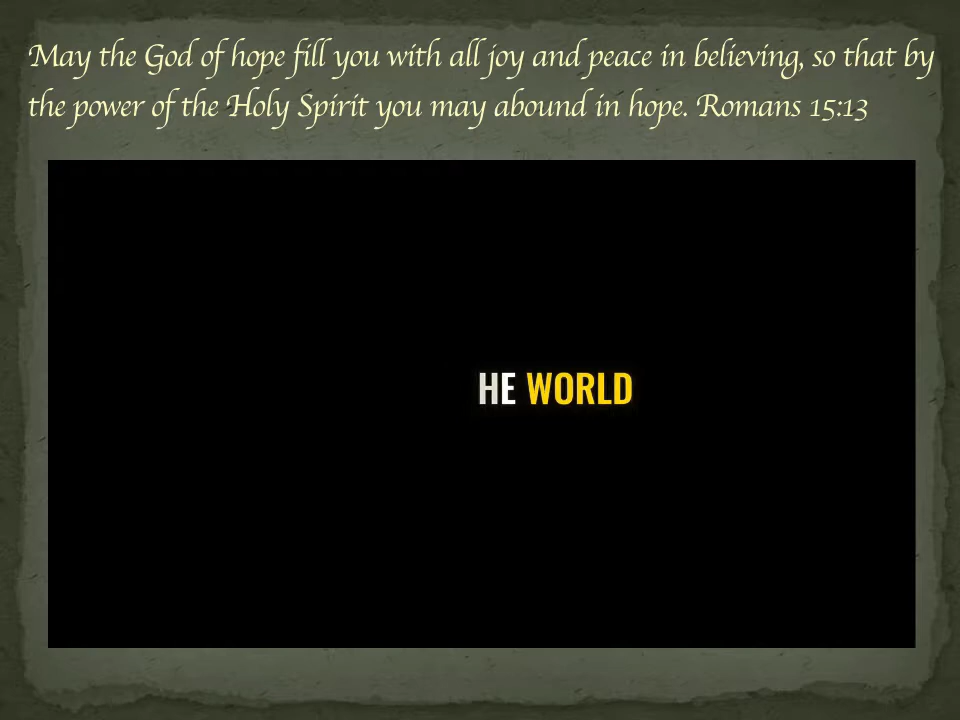 May the God of hope fill you with all joy and peace in believing, so that by
the power of the Holy Spirit you may abound in hope. Romans 15:13
HE WORLD